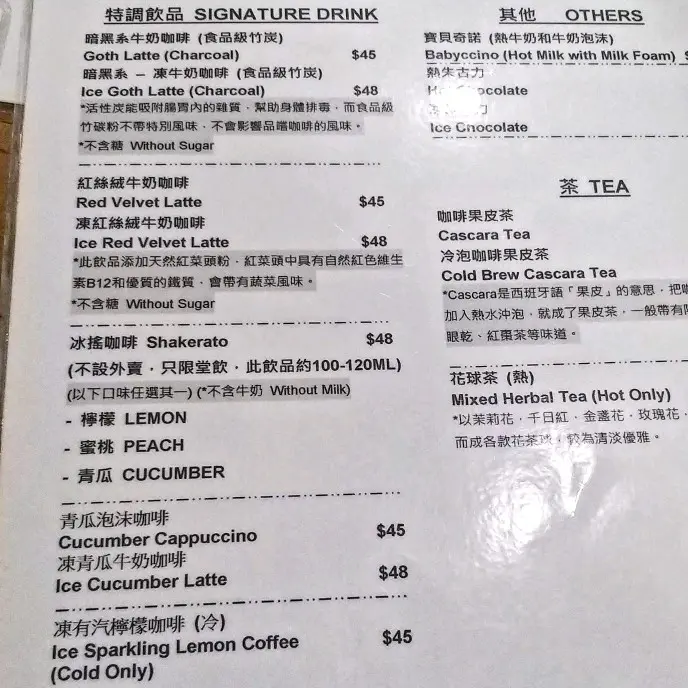 特調飲品 SIGNATURE DRINK
暗黑系牛奶咖啡 (食品級竹炭)
Goth Latte (Charcoal) $45
暗黑系 – 凍牛奶咖啡 (食品級竹炭)
Ice Goth Latte (Charcoal) $48
*活性炭能吸附腸胃內的雜質，幫助身體排毒，而食品級
竹碳粉不帶特別風味，不會影響品嚐咖啡的風味。
*不含糖 Without Sugar
紅絲絨牛奶咖啡
Red Velvet Latte $45
凍紅絲絨牛奶咖啡
Ice Red Velvet Latte $48
*此飲品添加天然紅菜頭粉，紅菜頭中具有自然紅色維生
素B12和優質的鐵質，會帶有蔬菜風味。
*不含糖 Without Sugar
冰搖咖啡 Shakerato $48
(不設外賣，只限堂飲，此飲品約100-120ML)
(以下口味任選其一) (*不含牛奶 Without Milk)
- 檸檬 LEMON
- 蜜桃 PEACH
- 青瓜 CUCUMBER
青瓜泡沫咖啡
Cucumber Cappuccino $45
凍青瓜牛奶咖啡
Ice Cucumber Latte $48
凍有汽檸檬咖啡 (冷)
Ice Sparkling Lemon Coffee $45
(Cold Only)
其他 OTHERS
寶貝奇諾 (熱牛奶和牛奶泡沫)
Babyccino (Hot Milk with Milk Foam) $
熱朱古力
Hot Chocolate
力
Ice Chocolate
茶 TEA
咖啡果皮茶
Cascara Tea
冷泡咖啡果皮茶
Cold Brew Cascara Tea
*Cascara是西班牙語「果皮」的意思，把咖
加入熱水沖泡，就成了果皮茶，一般帶有
眼乾、紅棗茶等味道。
花球茶 (熱)
Mixed Herbal Tea (Hot Only)
*以茉莉花，千日紅，金盞花，玫瑰花，
而成各款花茶球，較為清淡優雅。